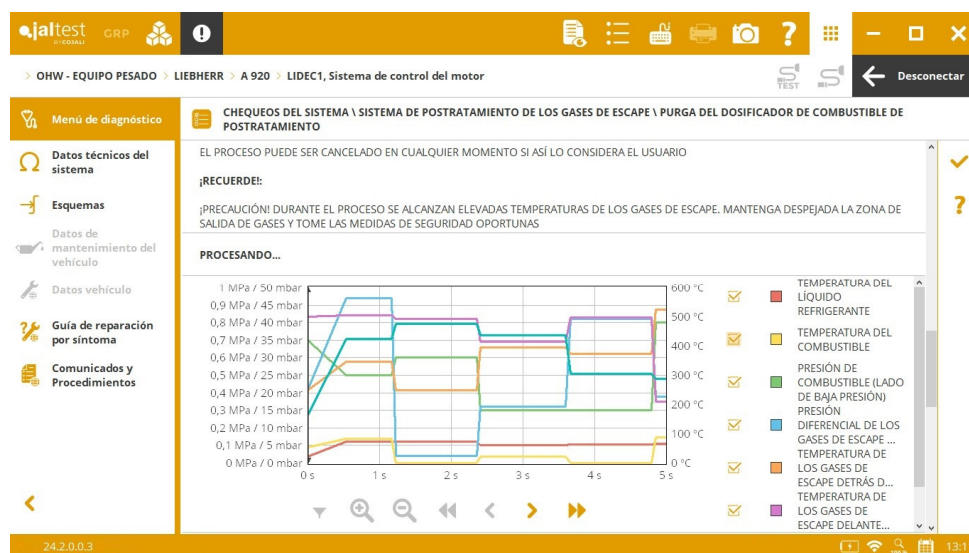 jaltest
BY COJALI
GRP
> OHW - EQUIPO PESADO > LIEBHERR > A 920 > LIDEC1, Sistema de control del motor
TEST
Desconectar
Menú de diagnóstico
Datos técnicos del
sistema
Esquemas
Datos de
mantenimiento del
vehículo
Datos vehículo
Guía de reparación
por síntoma
Comunicados y
Procedimientos
CHEQUEOS DEL SISTEMA \ SISTEMA DE POSTRATAMIENTO DE LOS GASES DE ESCAPE \ PURGA DEL DOSIFICADOR DE COMBUSTIBLE DE
POSTRATAMIENTO
EL PROCESO PUEDE SER CANCELADO EN CUALQUIER MOMENTO SI ASÍ LO CONSIDERA EL USUARIO
¡RECUERDE!:
¡PRECAUCIÓN! DURANTE EL PROCESO SE ALCANZAN ELEVADAS TEMPERATURAS DE LOS GASES DE ESCAPE. MANTENGA DESPEJADA LA ZONA DE
SALIDA DE GASES Y TOME LAS MEDIDAS DE SEGURIDAD OPORTUNAS
PROCESANDO...
1 MPa / 50 mbar
0,9 MPa / 45 mbar
0,8 MPa / 40 mbar
0,7 MPa / 35 mbar
0,6 MPa / 30 mbar
0,5 MPa / 25 mbar
0,4 MPa / 20 mbar
0,3 MPa / 15 mbar
0,2 MPa / 10 mbar
0,1 MPa / 5 mbar
0 MPa / 0 mbar
0 s
1 s
2 s
3 s
4 s
5 s
600 °C
500 °C
400 °C
300 °C
200 °C
100 °C
0 °C
TEMPERATURA DEL
LÍQUIDO
REFRIGERANTE
TEMPERATURA DEL
COMBUSTIBLE
PRESIÓN DE
COMBUSTIBLE (LADO
DE BAJA PRESIÓN)
PRESIÓN
DIFERENCIAL DE LOS
GASES DE ESCAPE ...
TEMPERATURA DE
LOS GASES DE
ESCAPE DETRÁS D...
TEMPERATURA DE
LOS GASES DE
ESCAPE DELANTE...
24.2.0.0.3
13:1